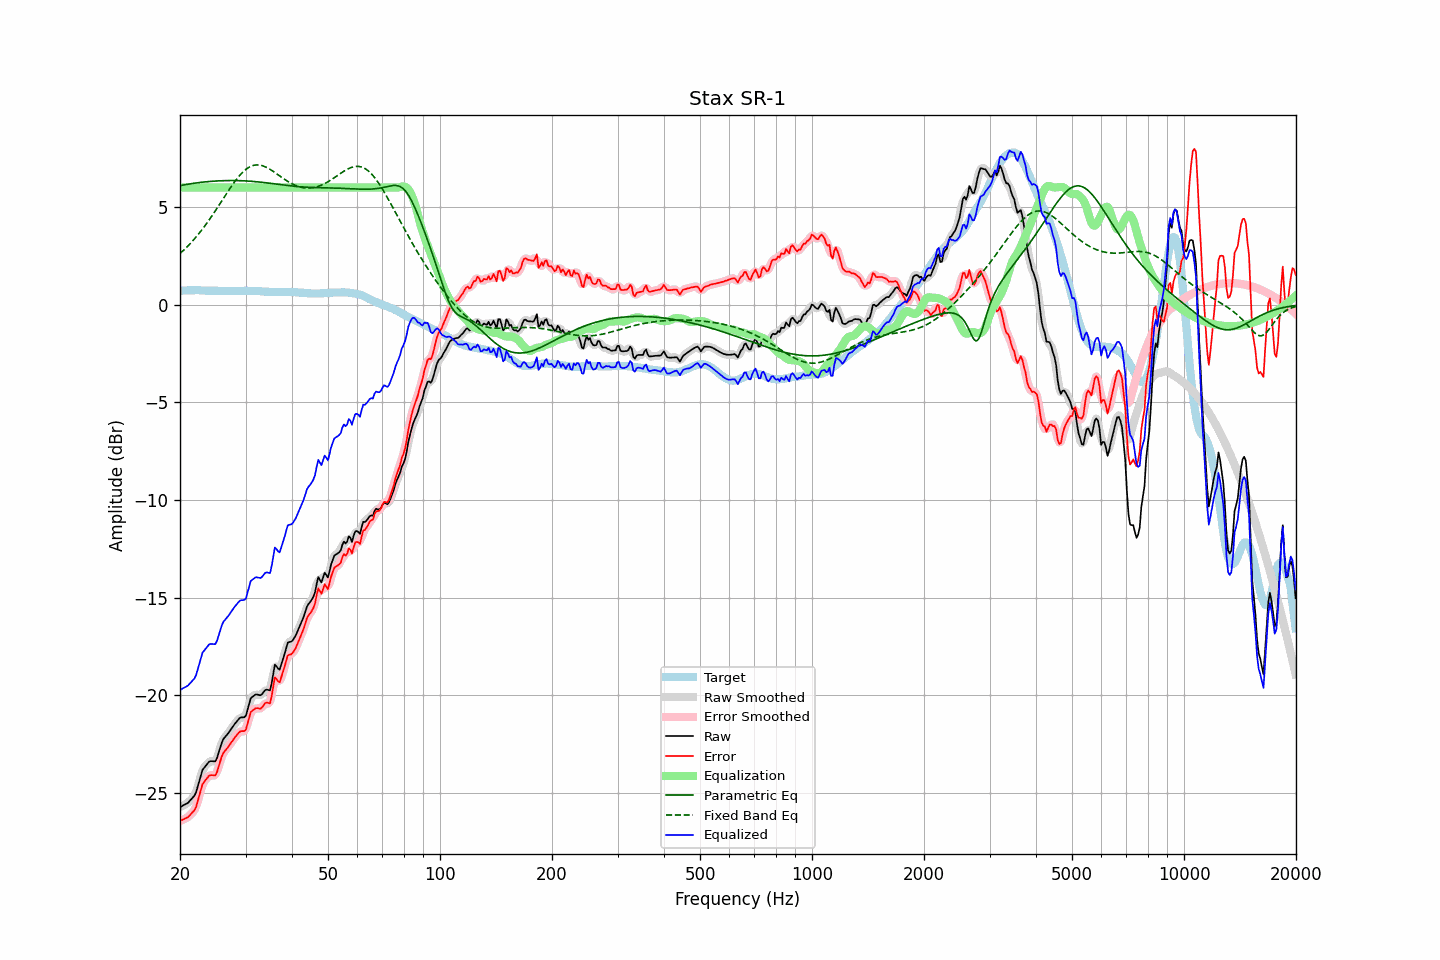 Stax SR-1
Amplitude (dBr)
5
0
−5
−10
−15
−20
−25
Target
Raw Smoothed
Error Smoothed
Raw
Error
Equalization
Parametric Eq
Fixed Band Eq
Equalized
20 50 100 200 500 1000 2000 5000 10000 20000
Frequency (Hz)